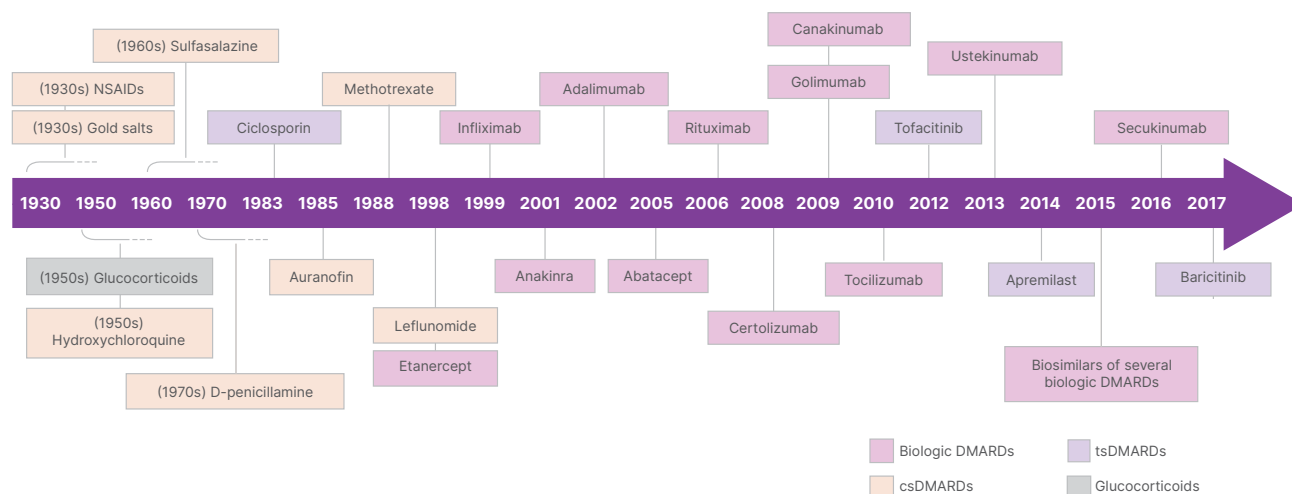 Canakinumab
(1960s) Sulfasalazine
Ustekinumab
(1930s) NSAIDs
Methotrexate
Adalimumab
Golimumab
(1930s) Gold salts
Ciclosporin
Infliximab
Rituximab
Tofacitinib
Secukinumab
1930 1950 1960 1970 1983 1985 1988 1998 1999 2001 2002 2005 2006 2008 2009 2010 2012 2013 2014 2015 2016 2017
(1950s) Glucocorticoids
Auranofin
Anakinra
Abatacept
Tocilizumab
Apremilast
Baricitinib
(1950s)
Hydroxychloroquine
Leflunomide
Certolizumab
Etanercept
Biosimilars of several
biologic DMARDs
(1970s) D-penicillamine
Biologic DMARDs
tsDMARDs
csDMARDs
Glucocorticoids